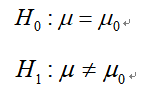 H₀ : μ = μ₀ ↵
H₁ : μ ≠ μ₀ ↵